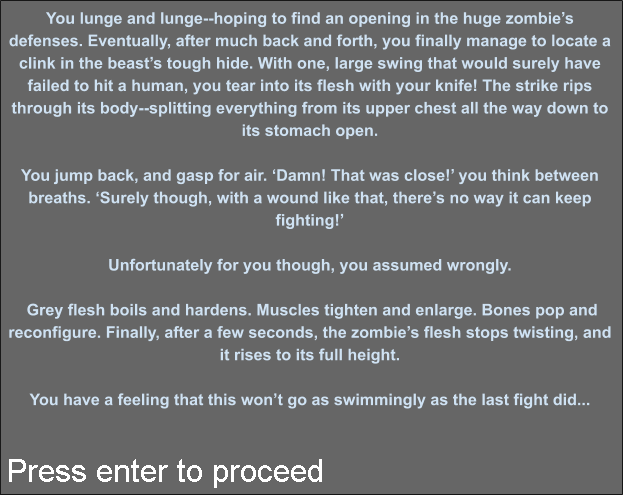 You lunge and lunge--hoping to find an opening in the huge zombie’s
defenses. Eventually, after much back and forth, you finally manage to locate a
clink in the beast’s tough hide. With one, large swing that would surely have
failed to hit a human, you tear into its flesh with your knife! The strike rips
through its body--splitting everything from its upper chest all the way down to
its stomach open.
You jump back, and gasp for air. ‘Damn! That was close!’ you think between
breaths. ‘Surely though, with a wound like that, there’s no way it can keep
fighting!’
Unfortunately for you though, you assumed wrongly.
Grey flesh boils and hardens. Muscles tighten and enlarge. Bones pop and
reconfigure. Finally, after a few seconds, the zombie’s flesh stops twisting, and
it rises to its full height.
You have a feeling that this won’t go as swimmingly as the last fight did...
Press enter to proceed